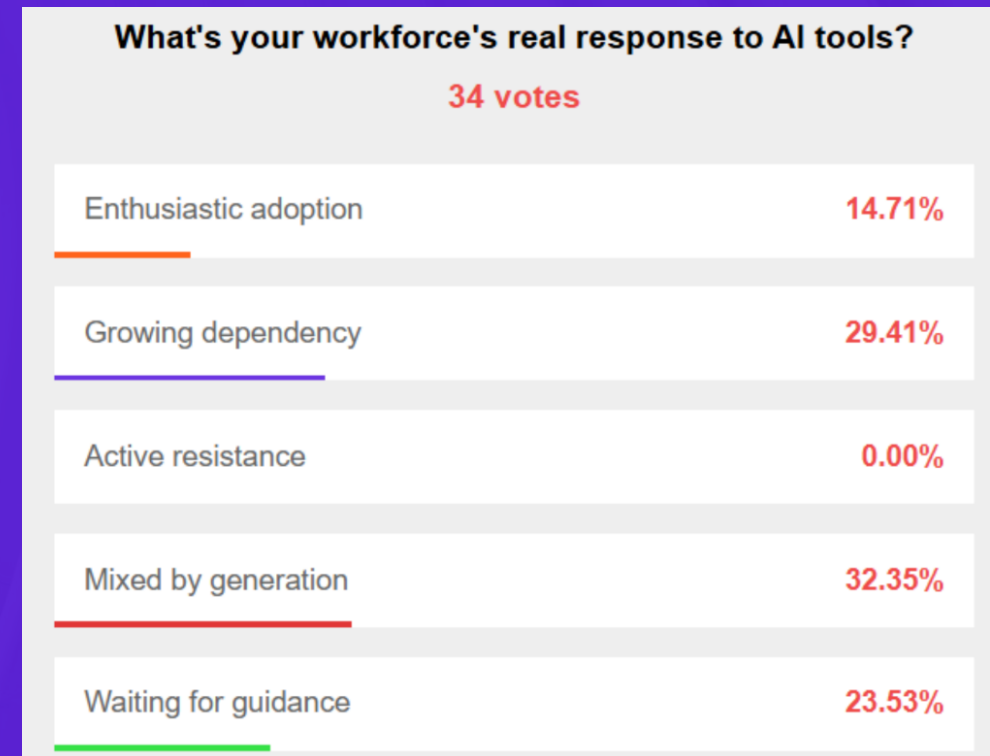 What's your workforce's real response to AI tools?
34 votes
Enthusiastic adoption 14.71%
Growing dependency 29.41%
Active resistance 0.00%
Mixed by generation 32.35%
Waiting for guidance 23.53%